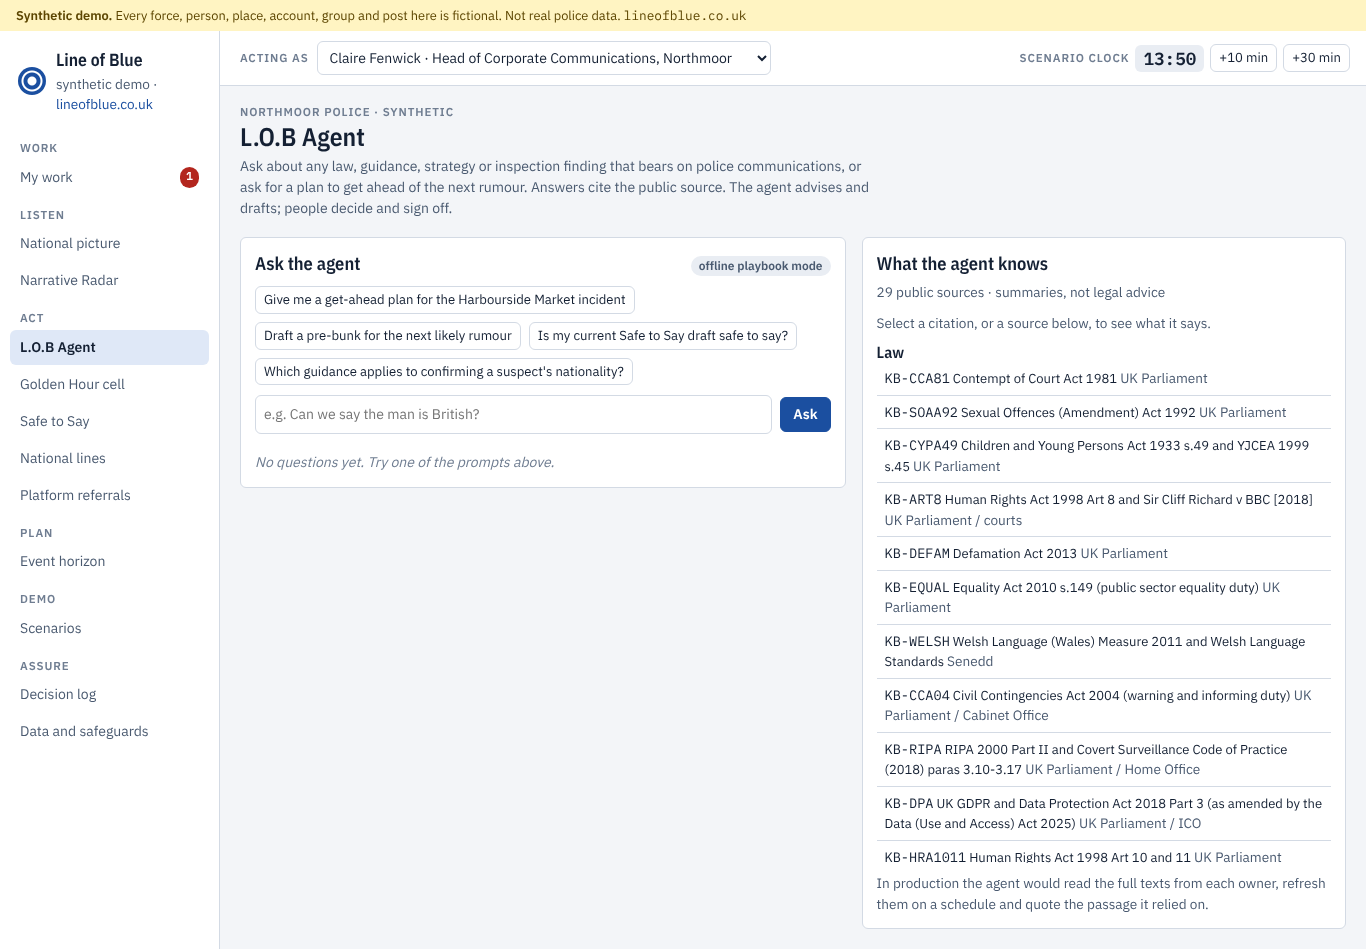 Synthetic demo. Every force, person, place, account, group and post here is fictional. Not real police data. lineofblue.co.uk
Line of Blue
synthetic demo ·
lineofblue.co.uk
WORK
My work
1
LISTEN
National picture
Narrative Radar
ACT
L.O.B Agent
Golden Hour cell
Safe to Say
National lines
Platform referrals
PLAN
Event horizon
DEMO
Scenarios
ASSURE
Decision log
Data and safeguards
ACTING AS
Claire Fenwick · Head of Corporate Communications, Northmoor
SCENARIO CLOCK
13:50
+10 min
+30 min
NORTHMOOR POLICE · SYNTHETIC
L.O.B Agent
Ask about any law, guidance, strategy or inspection finding that bears on police communications, or
ask for a plan to get ahead of the next rumour. Answers cite the public source. The agent advises and
drafts; people decide and sign off.
Ask the agent
offline playbook mode
Give me a get-ahead plan for the Harbourside Market incident
Draft a pre-bunk for the next likely rumour
Is my current Safe to Say draft safe to say?
Which guidance applies to confirming a suspect's nationality?
e.g. Can we say the man is British?
Ask
No questions yet. Try one of the prompts above.
What the agent knows
29 public sources · summaries, not legal advice
Select a citation, or a source below, to see what it says.
Law
KB-CCA81 Contempt of Court Act 1981 UK Parliament
KB-SOAA92 Sexual Offences (Amendment) Act 1992 UK Parliament
KB-CYPA49 Children and Young Persons Act 1933 s.49 and YJCEA 1999
s.45 UK Parliament
KB-ART8 Human Rights Act 1998 Art 8 and Sir Cliff Richard v BBC [2018]
UK Parliament / courts
KB-DEFAM Defamation Act 2013 UK Parliament
KB-EQUAL Equality Act 2010 s.149 (public sector equality duty) UK
Parliament
KB-WELSH Welsh Language (Wales) Measure 2011 and Welsh Language
Standards Senedd
KB-CCA04 Civil Contingencies Act 2004 (warning and informing duty) UK
Parliament / Cabinet Office
KB-RIPA RIPA 2000 Part II and Covert Surveillance Code of Practice
(2018) paras 3.10-3.17 UK Parliament / Home Office
KB-DPA UK GDPR and Data Protection Act 2018 Part 3 (as amended by the
Data (Use and Access) Act 2025) UK Parliament / ICO
KB-HRA1011 Human Rights Act 1998 Art 10 and 11 UK Parliament
In production the agent would read the full texts from each owner, refresh
them on a schedule and quote the passage it relied on.